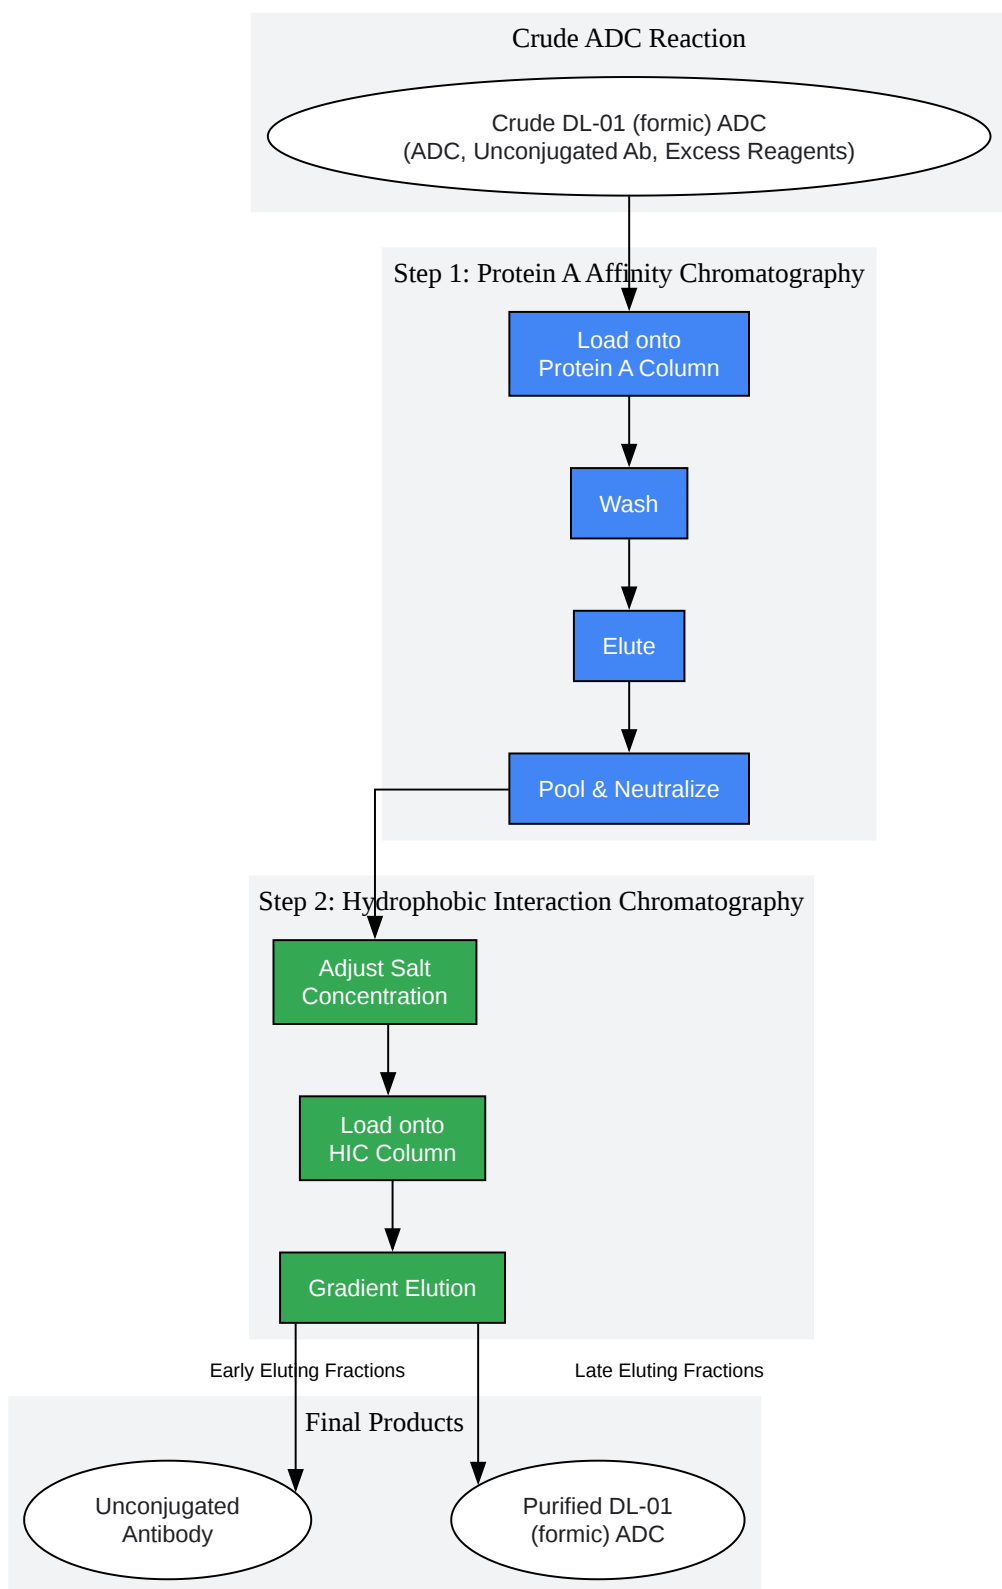 Crude ADC Reaction
Crude DL-01 (formic) ADC
(ADC, Unconjugated Ab, Excess Reagents)
Step 1: Protein A Affinity Chromatography
Load onto
Protein A Column
Wash
Elute
Pool & Neutralize
Step 2: Hydrophobic Interaction Chromatography
Adjust Salt
Concentration
Load onto
HIC Column
Gradient Elution
Early Eluting Fractions
Late Eluting Fractions
Final Products
Unconjugated
Antibody
Purified DL-01
(formic) ADC